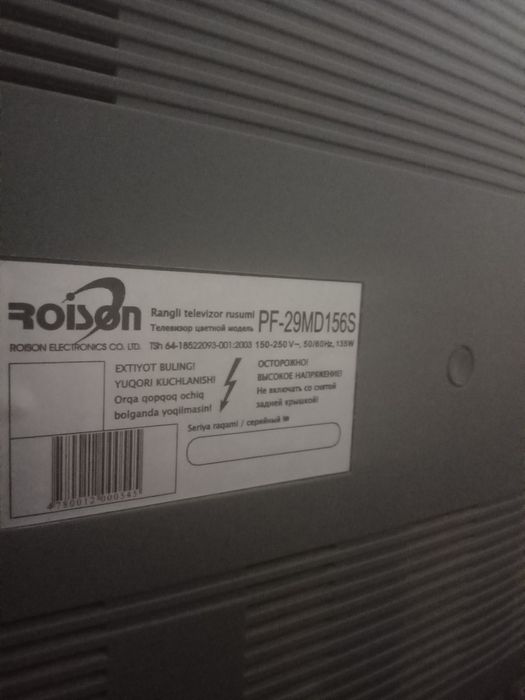 ROISON
Rangli televizor rusumi
Телевизор цветной модель
PF-29MD156S
ROISON ELECTRONICS CO. LTD.
TSh 64-18522093-001:2003 150-250 V~, 50/60Hz, 135W
EXTIYOT BULING!
YUQORI KUCHLANISH!
Orqa qopqoq ochiq
bolganda yoqilmasin!
ОСТОРОЖНО!
ВЫСОКОЕ НАПРЯЖЕНИЕ!
Не включать со снятой
задней крышкой!
Seriya raqami / серийный №
4780012000545